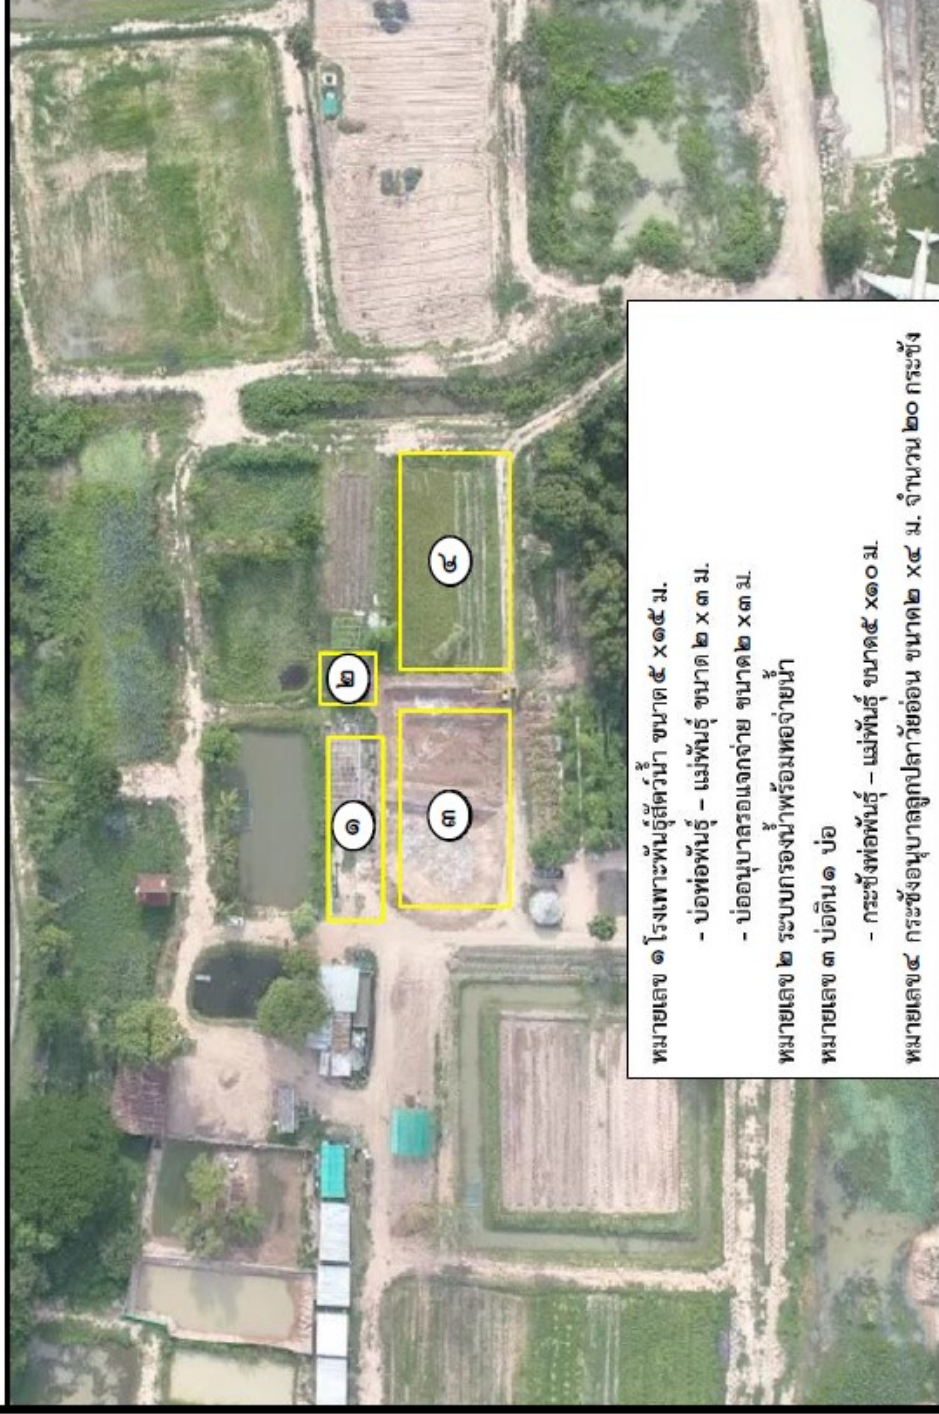 ๑
๒
๓
๔
หมายเลข ๑ โรงเพาะพันธุ์สัตว์น้ำ ขนาด ๕ x๑๕ ม.
- บ่อพ่อพันธุ์ – แม่พันธุ์ ขนาด ๒ x ๓ ม.
- บ่ออนุบาลรอแจกจ่าย ขนาด๒ x๓ ม.
หมายเลข ๒ ระบบกรองน้ำพร้อมหอจ่ายน้ำ
หมายเลข ๓ บ่อดิน๑ บ่อ
- กระชังพ่อพันธุ์ – แม่พันธุ์ ขนาด๕ x๑๐ ม.
หมายเลข๔ กระชังอนุบาลลูกปลาวัยอ่อน ขนาด๒ x๔ ม. จำนวน ๒๐ กระชัง